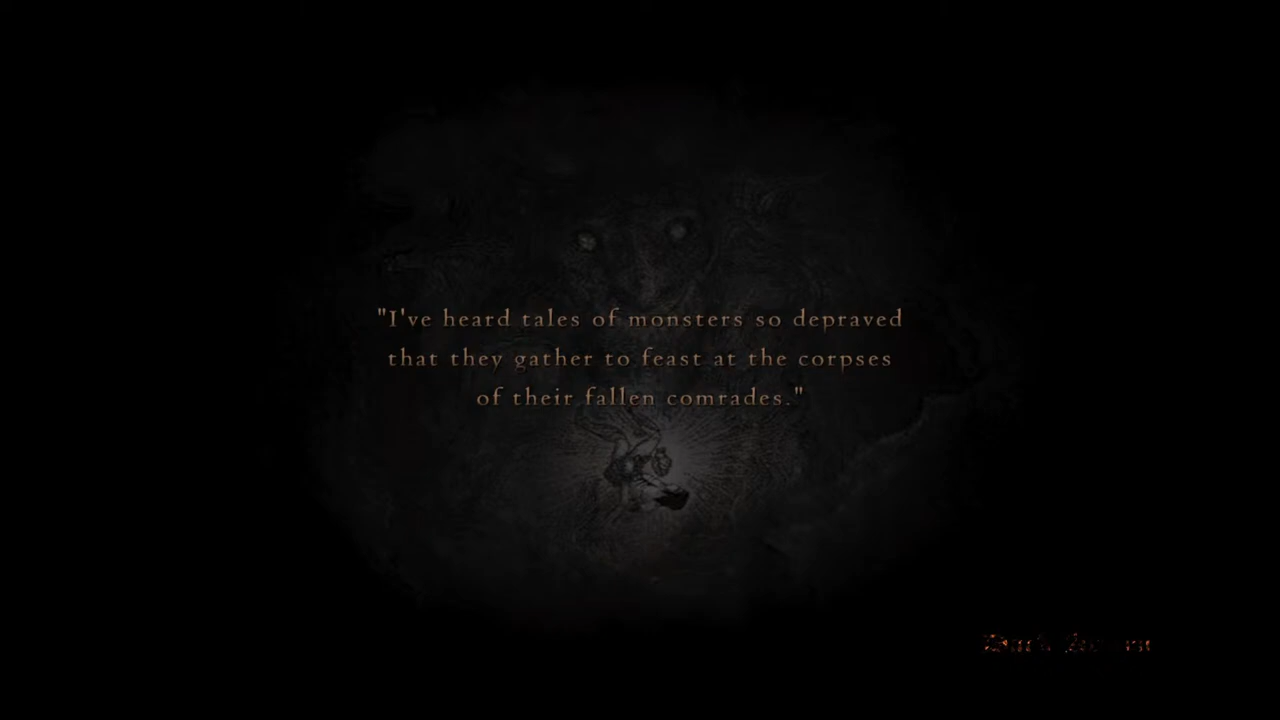 "I've heard tales of monsters so depraved
that they gather to feast at the corpses
of their fallen comrades."